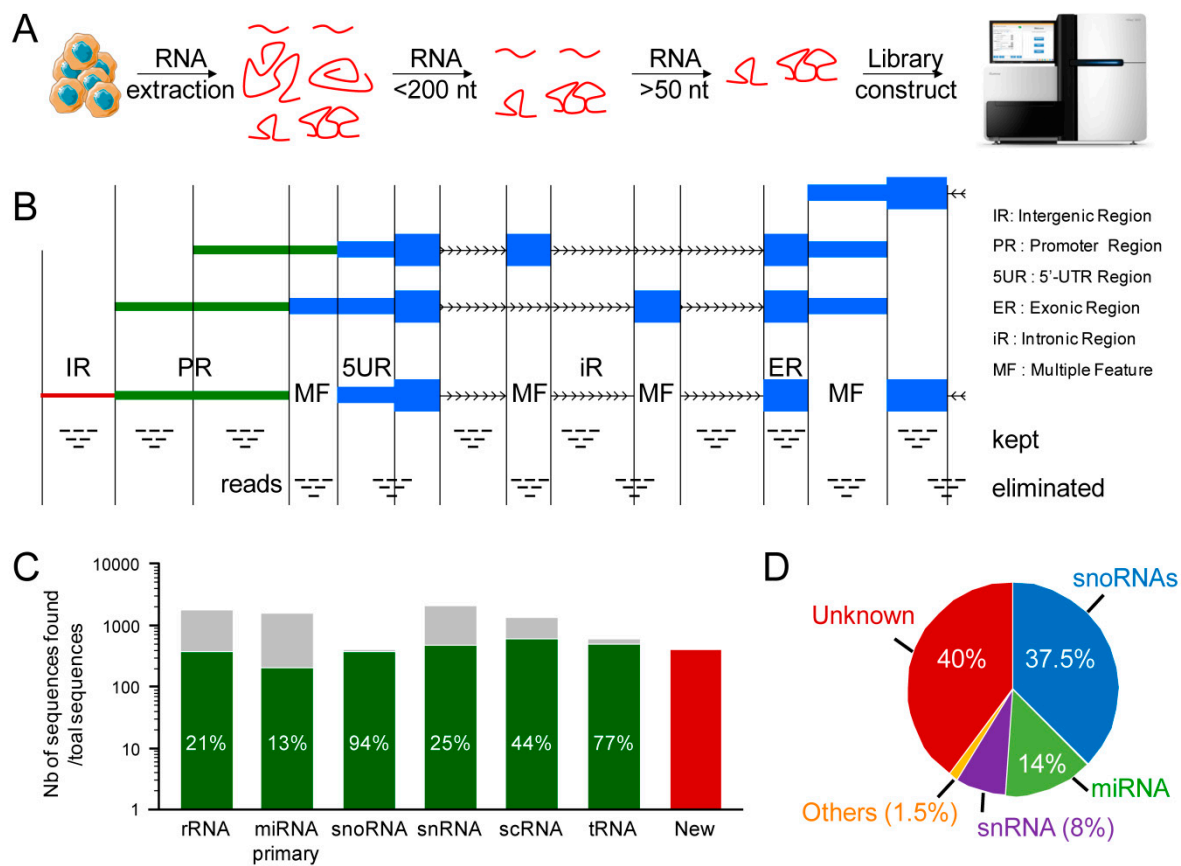 A
RNA
extraction
RNA
<200 nt
RNA
>50 nt
Library
construct
B
IR: Intergenic Region
PR : Promoter Region
5UR : 5'-UTR Region
ER : Exonic Region
iR : Intronic Region
MF : Multiple Feature
IR
PR
MF
5UR
MF
iR
MF
ER
MF
kept
reads
eliminated
C
Nb of sequences found
/toal sequences
10000
1000
100
10
1
21%
13%
94%
25%
44%
77%
rRNA
miRNA
primary
snoRNA
snRNA
scRNA
tRNA
New
D
Unknown
snoRNAs
40%
37.5%
14%
miRNA
Others (1.5%)
snRNA (8%)